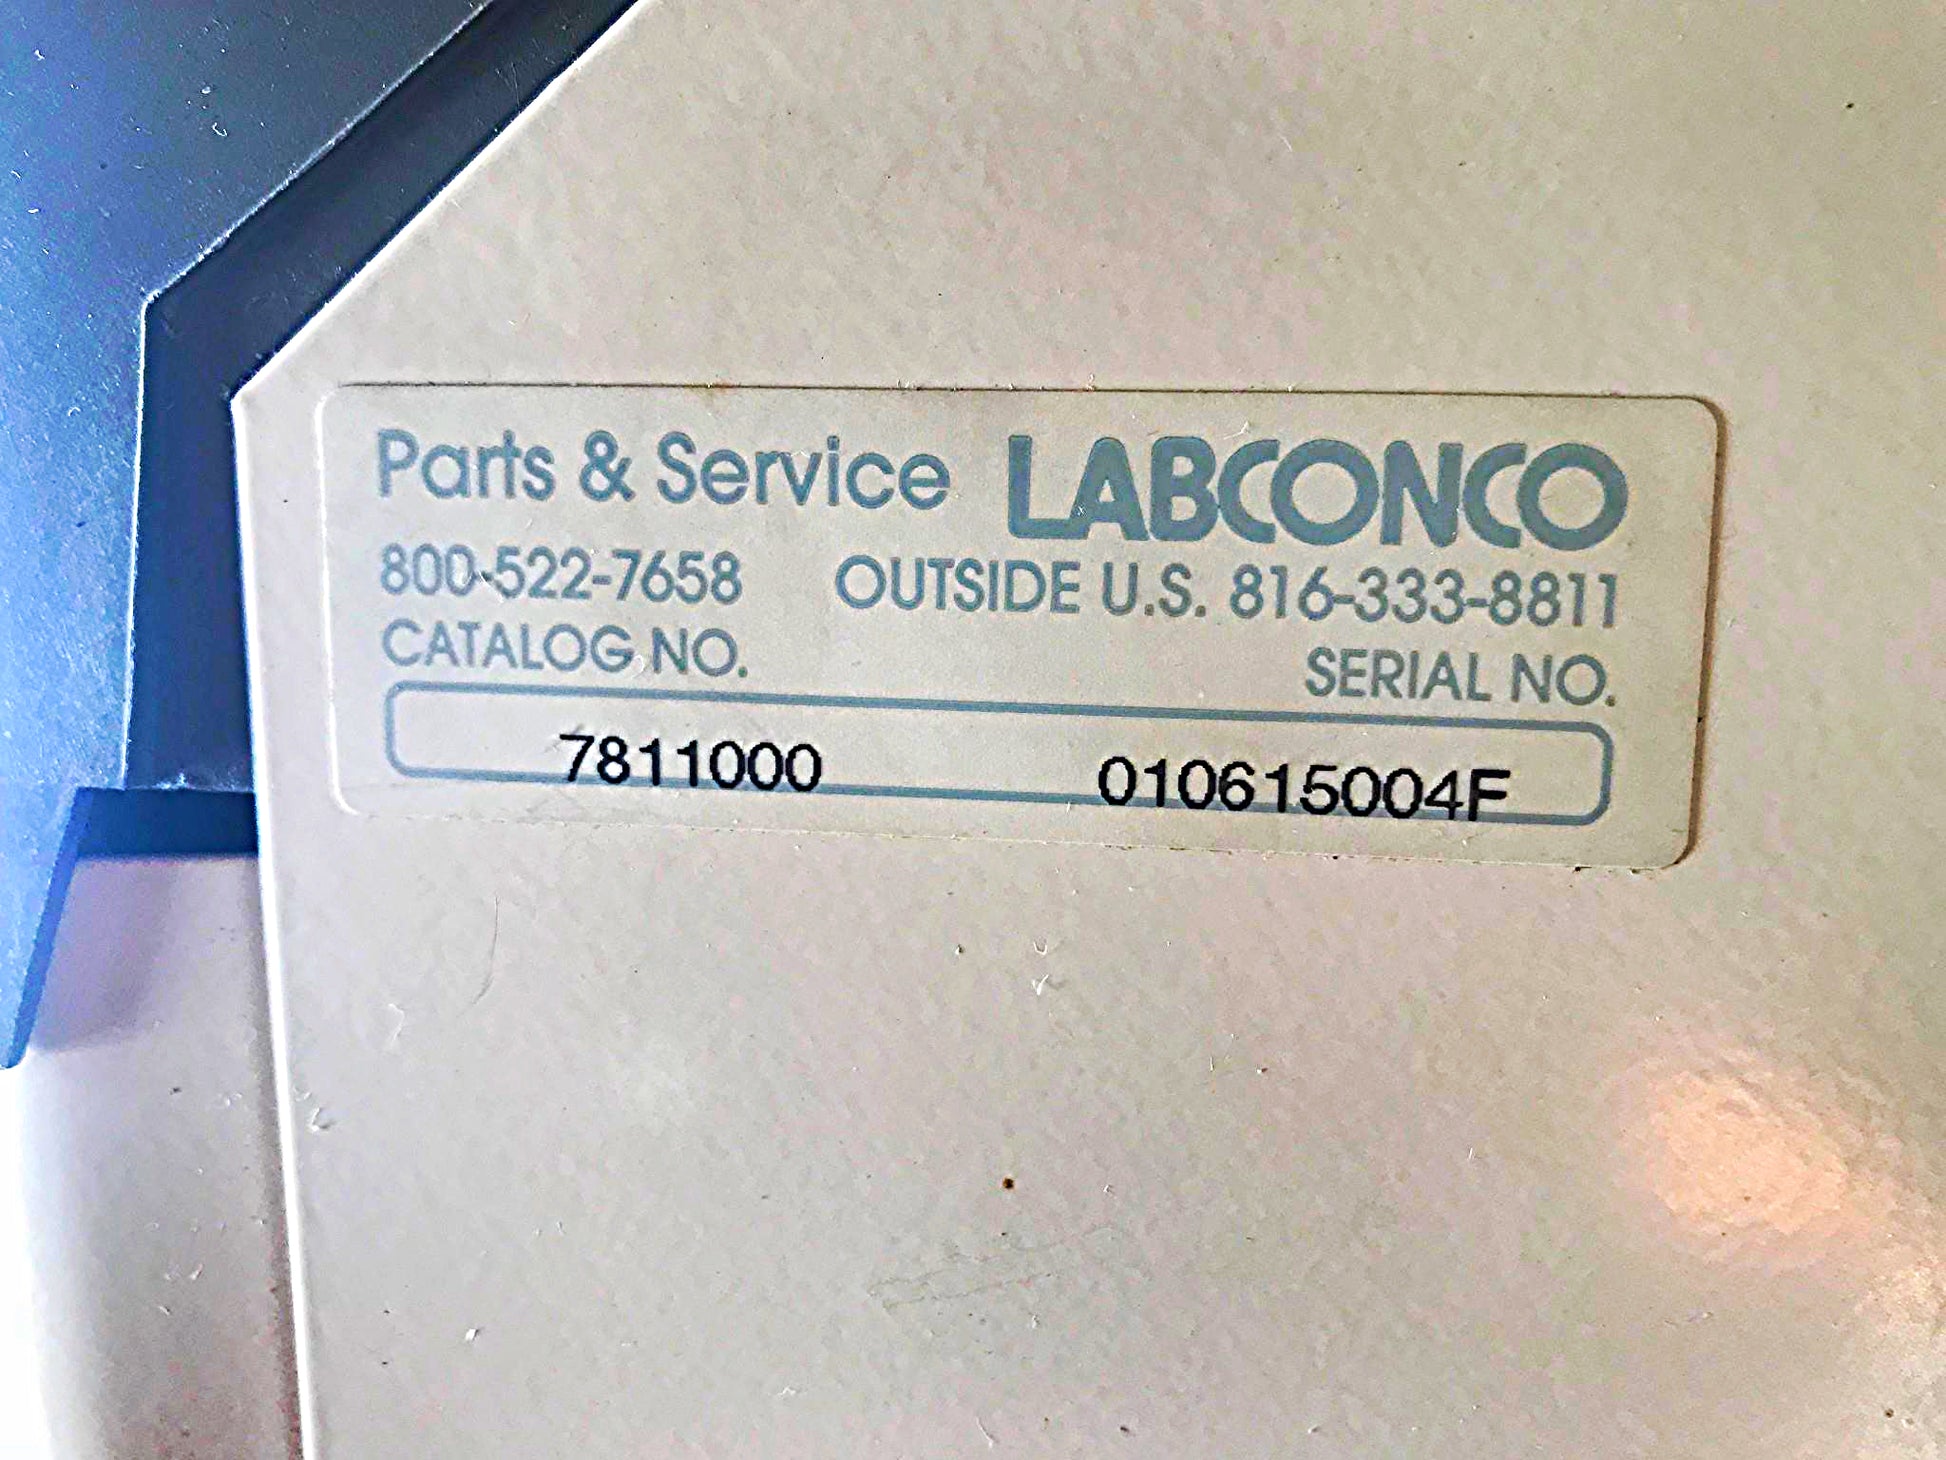 Parts & Service LABCONCO
800-522-7658 OUTSIDE U.S. 816-333-8811
CATALOG NO. SERIAL NO.
7811000 010615004F